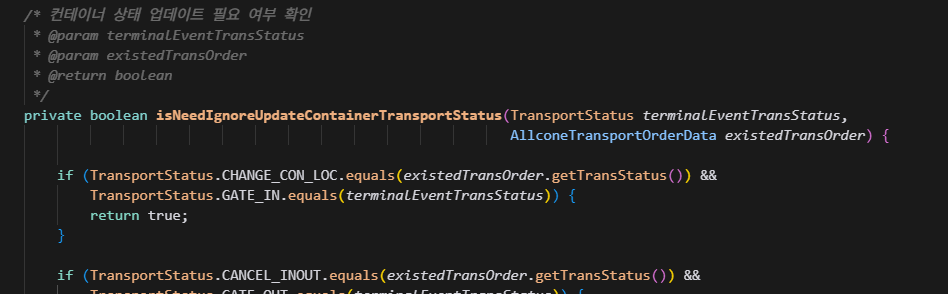 /* 컨테이너 상태 업데이트 필요 여부 확인
* @param terminalEventTransStatus
* @param existedTransOrder
* @return boolean
*/
private boolean isNeedIgnoreUpdateContainerTransportStatus(TransportStatus terminalEventTransStatus,
AllconeTransportOrderData existedTransOrder) {
if (TransportStatus.CHANGE_CON_LOC.equals(existedTransOrder.getTransStatus()) &&
TransportStatus.GATE_IN.equals(terminalEventTransStatus)) {
return true;
}
if (TransportStatus.CANCEL_INOUT.equals(existedTransOrder.getTransStatus()) &&
TransportStatus.GATE_OUT.equals(terminalEventTransStatus)) {